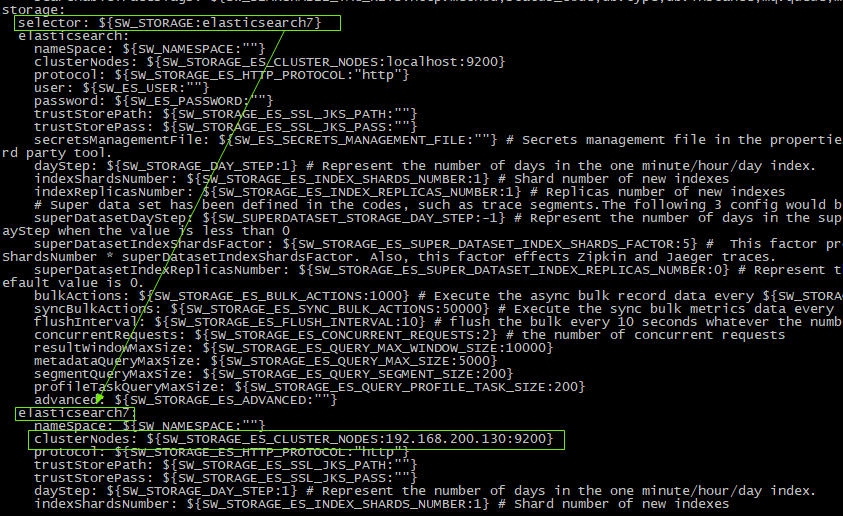 storage:
selector: ${SW_STORAGE:elasticsearch7}
elasticsearch:
nameSpace: ${SW_NAMESPACE:""}
clusterNodes: ${SW_STORAGE_ES_CLUSTER_NODES:localhost:9200}
protocol: ${SW_STORAGE_ES_HTTP_PROTOCOL:"http"}
user: ${SW_ES_USER:""}
password: ${SW_ES_PASSWORD:""}
trustStorePath: ${SW_STORAGE_ES_SSL_JKS_PATH:""}
trustStorePass: ${SW_STORAGE_ES_SSL_JKS_PASS:""}
secretsManagementFile: ${SW_ES_SECRETS_MANAGEMENT_FILE:""} # Secrets management file in the propertie
rd party tool.
dayStep: ${SW_STORAGE_DAY_STEP:1} # Represent the number of days in the one minute/hour/day index.
indexShardsNumber: ${SW_STORAGE_ES_INDEX_SHARDS_NUMBER:1} # Shard number of new indexes
indexReplicasNumber: ${SW_STORAGE_ES_INDEX_REPLICAS_NUMBER:1} # Replicas number of new indexes
# Super data set has been defined in the codes, such as trace segments.The following 3 config would b
superDatasetDayStep: ${SW_SUPERDATASET_STORAGE_DAY_STEP:-1} # Represent the number of days in the sup
ayStep when the value is less than 0
superDatasetIndexShardsFactor: ${SW_STORAGE_ES_SUPER_DATASET_INDEX_SHARDS_FACTOR:5} #  This factor pr
ShardsNumber * superDatasetIndexShardsFactor. Also, this factor effects Zipkin and Jaeger traces.
superDatasetIndexReplicasNumber: ${SW_STORAGE_ES_SUPER_DATASET_INDEX_REPLICAS_NUMBER:0} # Represent t
efault value is 0.
bulkActions: ${SW_STORAGE_ES_BULK_ACTIONS:1000} # Execute the async bulk record data every ${SW_STORA
syncBulkActions: ${SW_STORAGE_ES_SYNC_BULK_ACTIONS:50000} # Execute the sync bulk metrics data every
flushInterval: ${SW_STORAGE_ES_FLUSH_INTERVAL:10} # flush the bulk every 10 seconds whatever the numb
concurrentRequests: ${SW_STORAGE_ES_CONCURRENT_REQUESTS:2} # the number of concurrent requests
resultWindowMaxSize: ${SW_STORAGE_ES_QUERY_MAX_WINDOW_SIZE:10000}
metadataQueryMaxSize: ${SW_STORAGE_ES_QUERY_MAX_SIZE:5000}
segmentQueryMaxSize: ${SW_STORAGE_ES_QUERY_SEGMENT_SIZE:200}
profileTaskQueryMaxSize: ${SW_STORAGE_ES_QUERY_PROFILE_TASK_SIZE:200}
advanced: ${SW_STORAGE_ES_ADVANCED:""}
elasticsearch7:
nameSpace: ${SW_NAMESPACE:""}
clusterNodes: ${SW_STORAGE_ES_CLUSTER_NODES:192.168.200.130:9200}
protocol: ${SW_STORAGE_ES_HTTP_PROTOCOL:"http"}
trustStorePath: ${SW_STORAGE_ES_SSL_JKS_PATH:""}
trustStorePass: ${SW_STORAGE_ES_SSL_JKS_PASS:""}
dayStep: ${SW_STORAGE_DAY_STEP:1} # Represent the number of days in the one minute/hour/day index.
indexShardsNumber: ${SW_STORAGE_ES_INDEX_SHARDS_NUMBER:1} # Shard number of new indexes